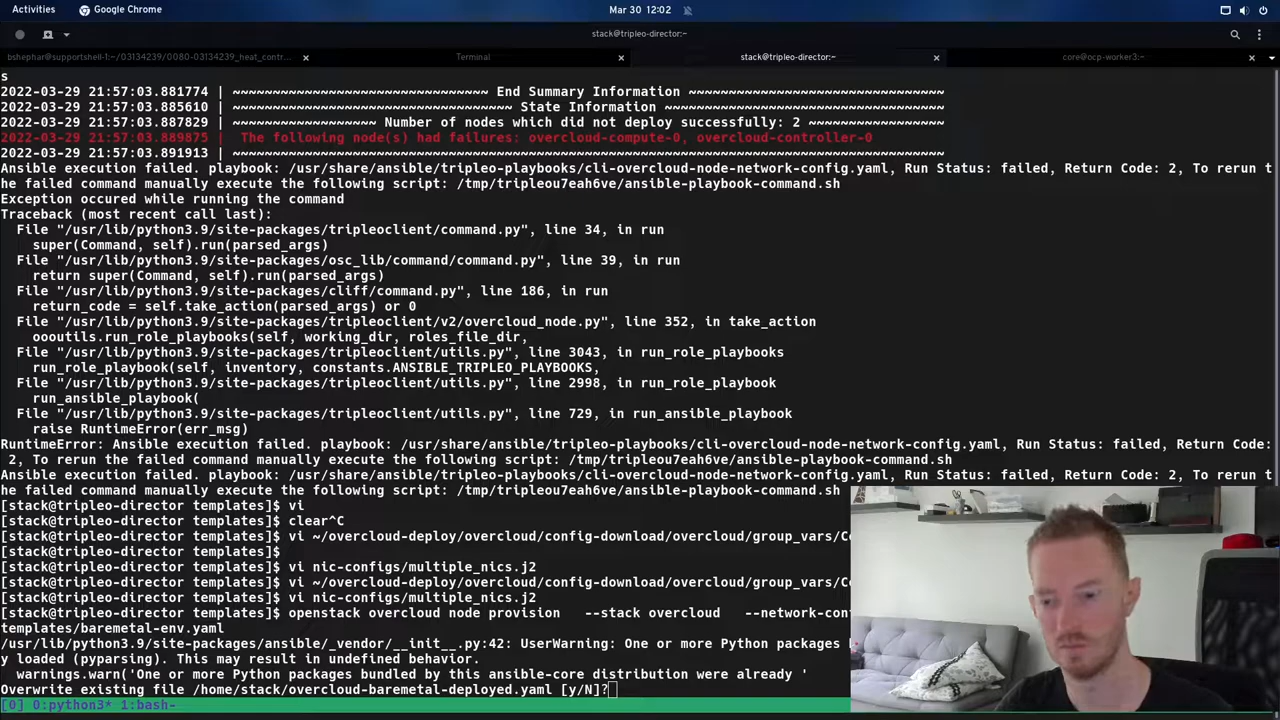 Activities
Google Chrome
Mar 30 12:02
stack@tripleo-director:~
bshephar@supportshell-1:~/03134239/0080-03134239_heat_contr...
Terminal
stack@tripleo-director:~
core@ocp-worker3:~
s
2022-03-29 21:57:03.881774 | ~~~~~~~~~~~~~~~~~~~~~~~~~~~~~~~~ End Summary Information ~~~~~~~~~~~~~~~~~~~~~~~~~~~~~~~~
2022-03-29 21:57:03.885610 | ~~~~~~~~~~~~~~~~~~~~~~~~~~~~~~~~~~~ State Information ~~~~~~~~~~~~~~~~~~~~~~~~~~~~~~~~~~~~
2022-03-29 21:57:03.887829 | ~~~~~~~~~~~~~~~~~~ Number of nodes which did not deploy successfully: 2 ~~~~~~~~~~~~~~~~~~
2022-03-29 21:57:03.889875 |  The following node(s) had failures: overcloud-compute-0, overcloud-controller-0
2022-03-29 21:57:03.891913 | ~~~~~~~~~~~~~~~~~~~~~~~~~~~~~~~~~~~~~~~~~~~~~~~~~~~~~~~~~~~~~~~~~~~~~~~~~~~~~~~~~~~~~~~~~
Ansible execution failed. playbook: /usr/share/ansible/tripleo-playbooks/cli-overcloud-node-network-config.yaml, Run Status: failed, Return Code: 2, To rerun t
he failed command manually execute the following script: /tmp/tripleou7eah6ve/ansible-playbook-command.sh
Exception occured while running the command
Traceback (most recent call last):
  File "/usr/lib/python3.9/site-packages/tripleoclient/command.py", line 34, in run
    super(Command, self).run(parsed_args)
  File "/usr/lib/python3.9/site-packages/osc_lib/command/command.py", line 39, in run
    return super(Command, self).run(parsed_args)
  File "/usr/lib/python3.9/site-packages/cliff/command.py", line 186, in run
    return_code = self.take_action(parsed_args) or 0
  File "/usr/lib/python3.9/site-packages/tripleoclient/v2/overcloud_node.py", line 352, in take_action
    oooutils.run_role_playbooks(self, working_dir, roles_file_dir,
  File "/usr/lib/python3.9/site-packages/tripleoclient/utils.py", line 3043, in run_role_playbooks
    run_role_playbook(self, inventory, constants.ANSIBLE_TRIPLEO_PLAYBOOKS,
  File "/usr/lib/python3.9/site-packages/tripleoclient/utils.py", line 2998, in run_role_playbook
    run_ansible_playbook(
  File "/usr/lib/python3.9/site-packages/tripleoclient/utils.py", line 729, in run_ansible_playbook
    raise RuntimeError(err_msg)
RuntimeError: Ansible execution failed. playbook: /usr/share/ansible/tripleo-playbooks/cli-overcloud-node-network-config.yaml, Run Status: failed, Return Code:
 2, To rerun the failed command manually execute the following script: /tmp/tripleou7eah6ve/ansible-playbook-command.sh
Ansible execution failed. playbook: /usr/share/ansible/tripleo-playbooks/cli-overcloud-node-network-config.yaml, Run Status: failed, Return Code: 2, To rerun t
he failed command manually execute the following script: /tmp/tripleou7eah6ve/ansible-playbook-command.sh
[stack@tripleo-director templates]$ vi
[stack@tripleo-director templates]$ clear^C
[stack@tripleo-director templates]$ vi ~/overcloud-deploy/overcloud/config-download/overcloud/group_vars/Co
[stack@tripleo-director templates]$
[stack@tripleo-director templates]$ vi nic-configs/multiple_nics.j2
[stack@tripleo-director templates]$ vi ~/overcloud-deploy/overcloud/config-download/overcloud/group_vars/Co
[stack@tripleo-director templates]$ vi nic-configs/multiple_nics.j2
[stack@tripleo-director templates]$ openstack overcloud node provision   --stack overcloud   --network-con
templates/baremetal-env.yaml
/usr/lib/python3.9/site-packages/ansible/_vendor/__init__.py:42: UserWarning: One or more Python packages b
y loaded (pyparsing). This may result in undefined behavior.
  warnings.warn('One or more Python packages bundled by this ansible-core distribution were already '
Overwrite existing file /home/stack/overcloud-baremetal-deployed.yaml [y/N]?
[0] 0:python3* 1:bash-